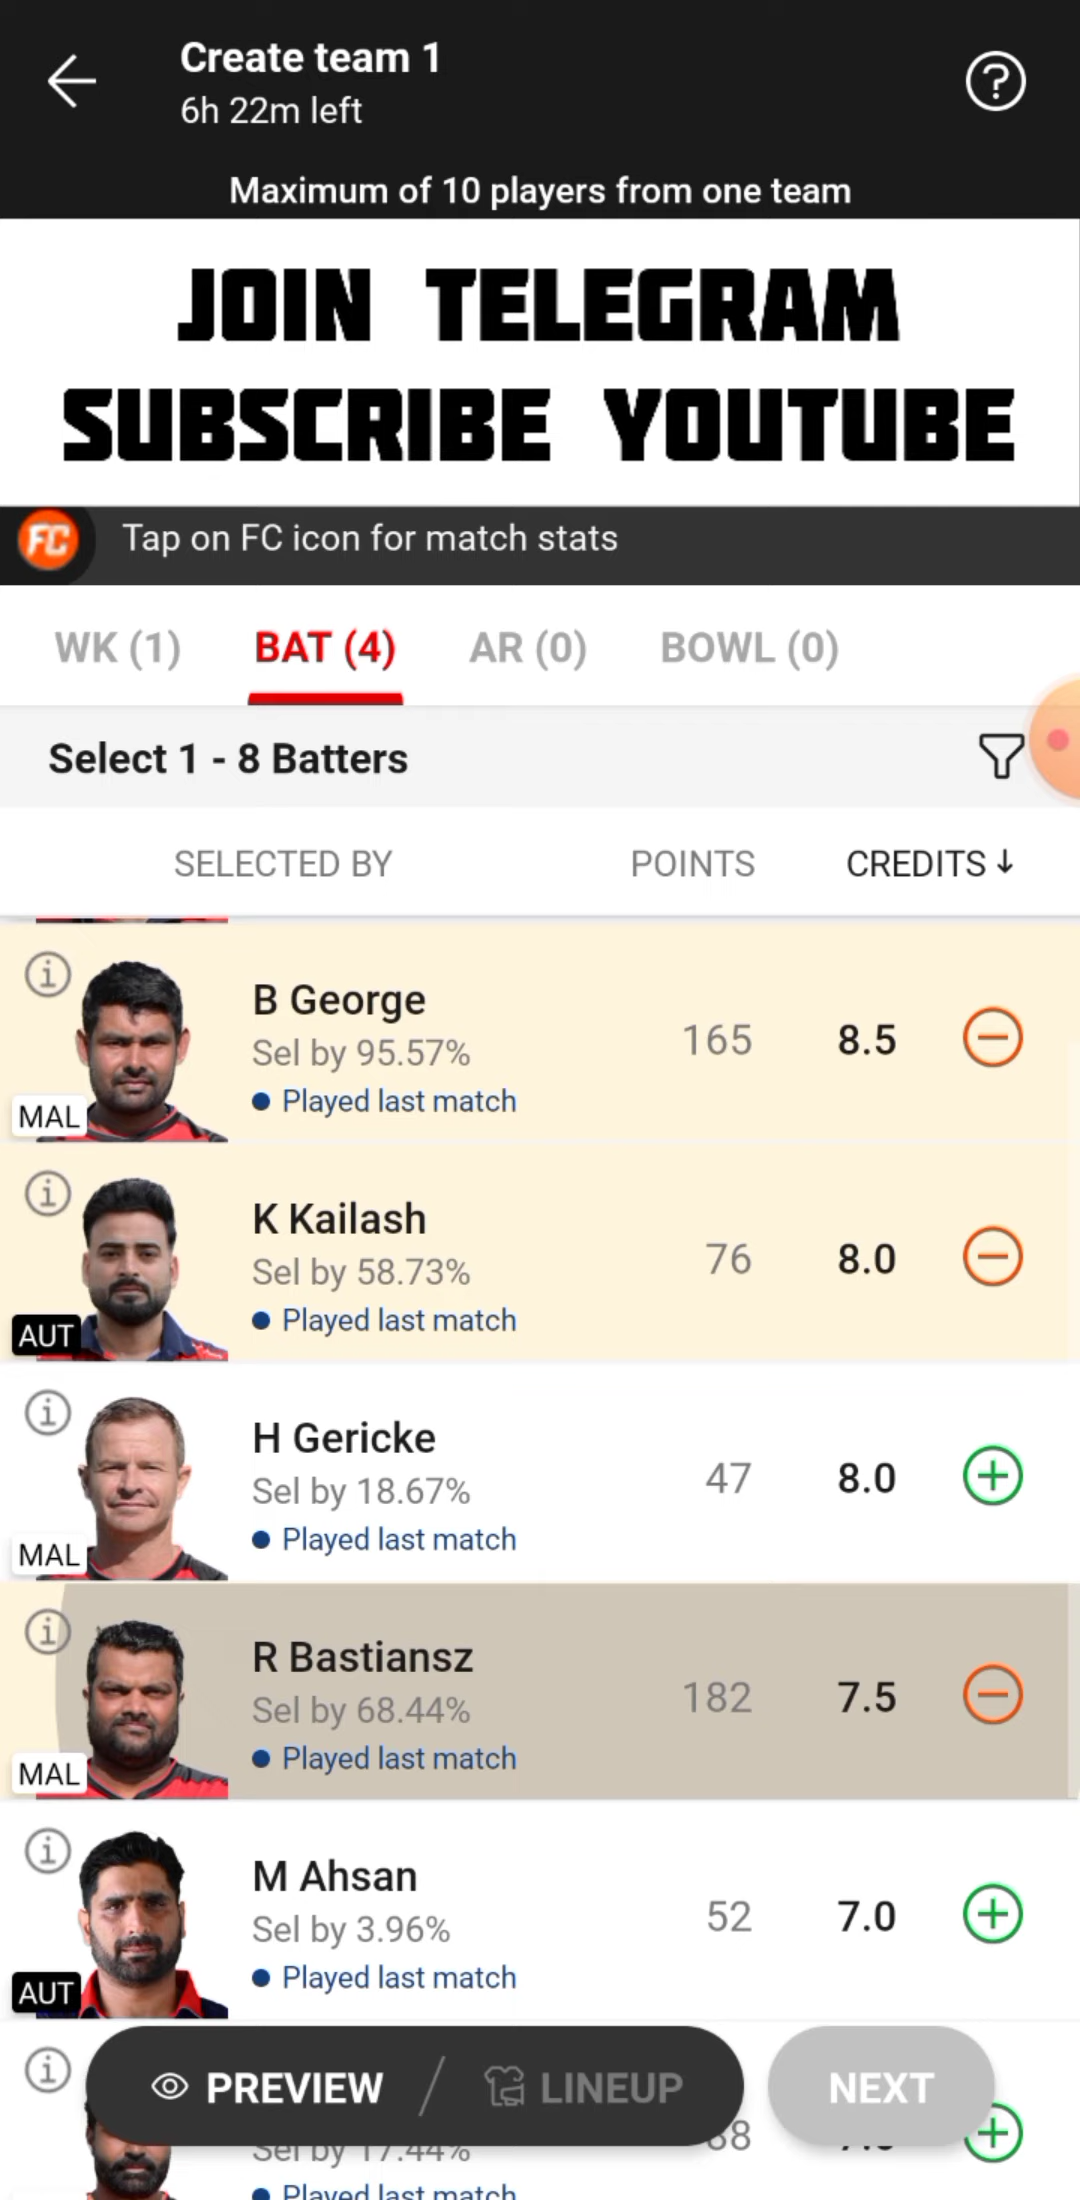 Create team 1
6h 22m left
Maximum of 10 players from one team
JOIN TELEGRAM
SUBSCRIBE YOUTUBE
FC Tap on FC icon for match stats
WK (1) BAT (4) AR (0) BOWL (0)
Select 1 - 8 Batters
SELECTED BY POINTS CREDITS
B George
Sel by 95.57% 165 8.5
Played last match
MAL
K Kailash
Sel by 58.73% 76 8.0
Played last match
AUT
H Gericke
Sel by 18.67% 47 8.0
Played last match
MAL
R Bastiansz
Sel by 68.44% 182 7.5
Played last match
MAL
M Ahsan
Sel by 3.96% 52 7.0
Played last match
AUT
PREVIEW / LINEUP NEXT
Sel by 17.44%
Played last match